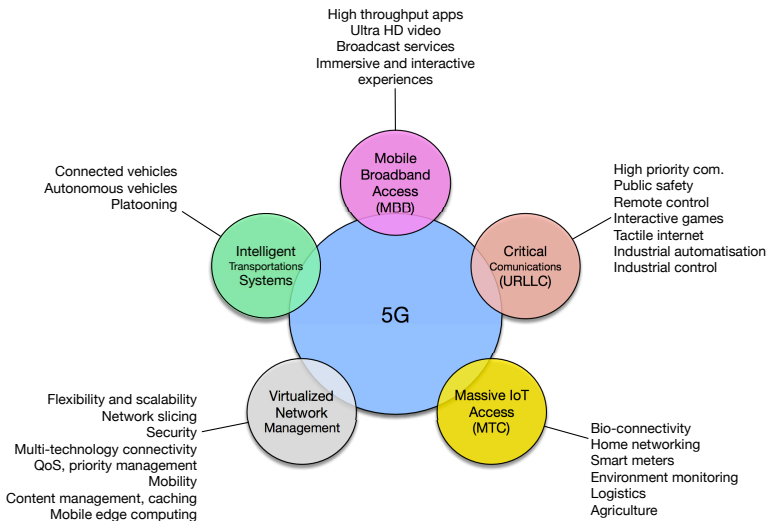 High throughput apps
Ultra HD video
Broadcast services
Immersive and interactive
experiences
Mobile
Broadband
Access
(MBB)
Connected vehicles
Autonomous vehicles
Platooning
Intelligent
Transportations
Systems
High priority com.
Public safety
Remote control
Interactive games
Tactile internet
Industrial automatisation
Industrial control
Critical
Comunications
(URLLC)
5G
Flexibility and scalability
Network slicing
Security
Multi-technology connectivity
QoS, priority management
Mobility
Content management, caching
Mobile edge computing
Virtualized
Network
Management
Massive IoT
Access
(MTC)
Bio-connectivity
Home networking
Smart meters
Environment monitoring
Logistics
Agriculture